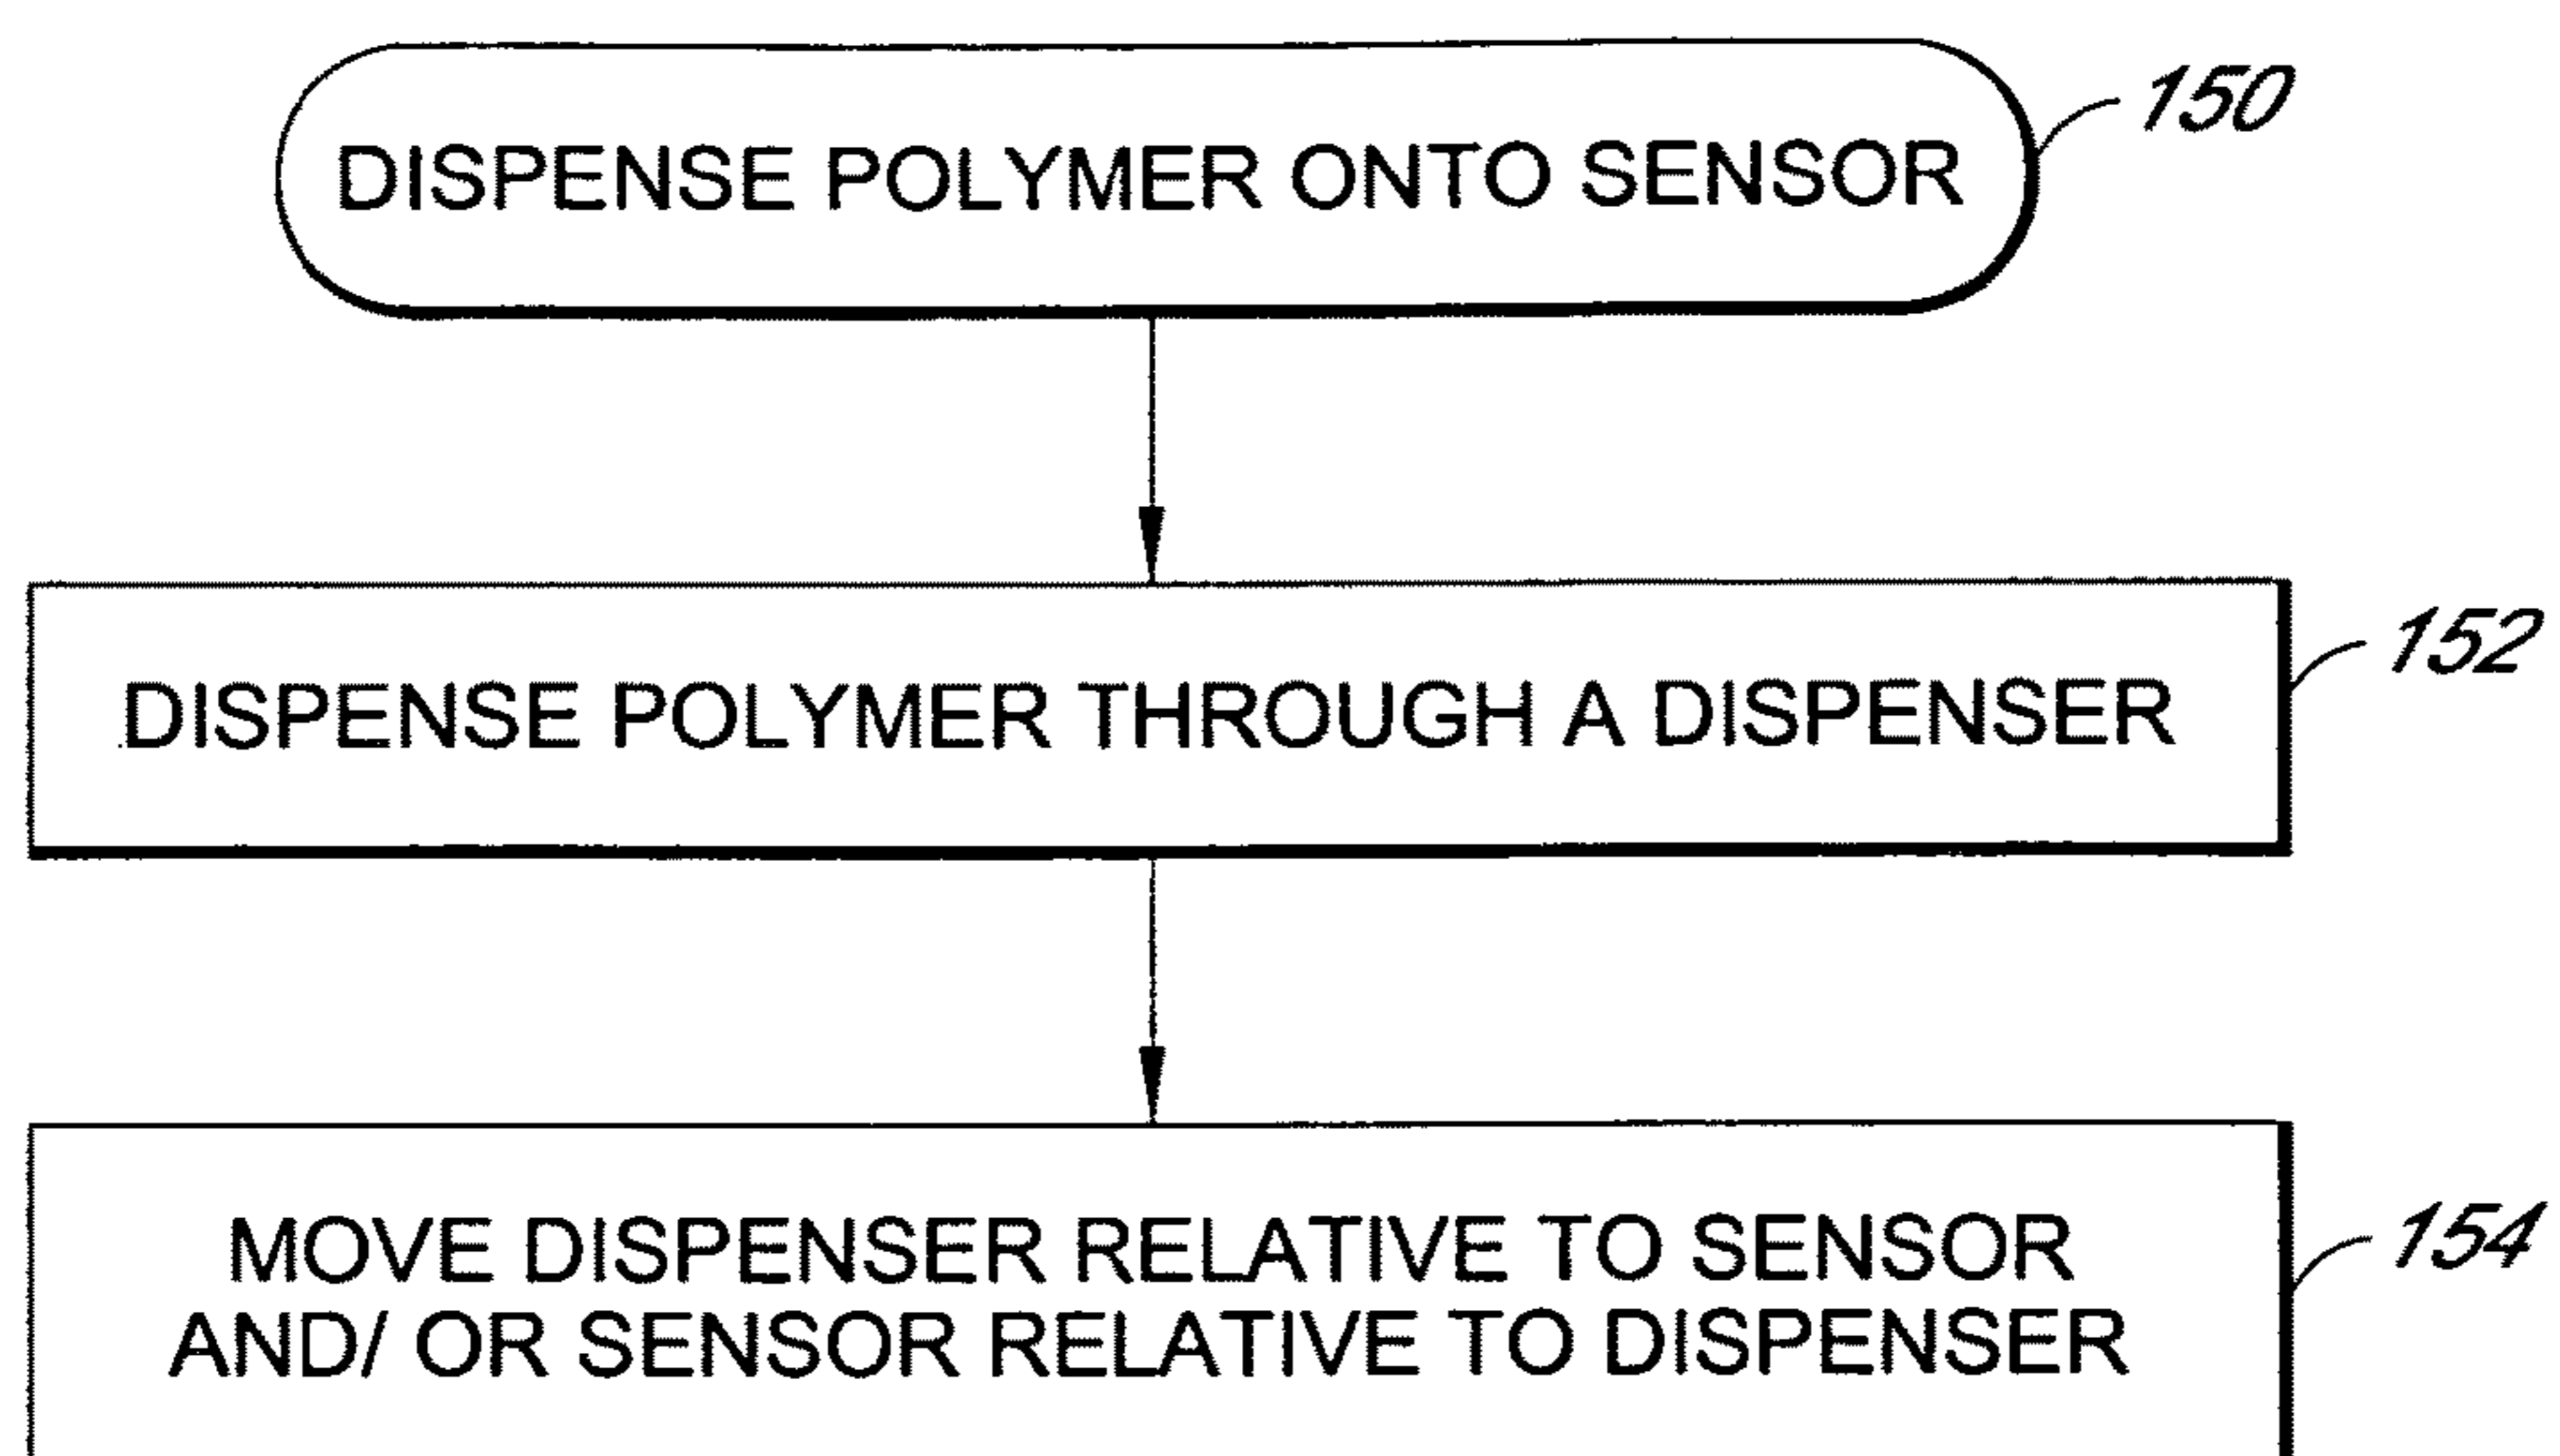 DISPENSE POLYMER ONTO SENSOR
150
DISPENSE POLYMER THROUGH A DISPENSER
152
MOVE DISPENSER RELATIVE TO SENSOR
AND/ OR SENSOR RELATIVE TO DISPENSER
154